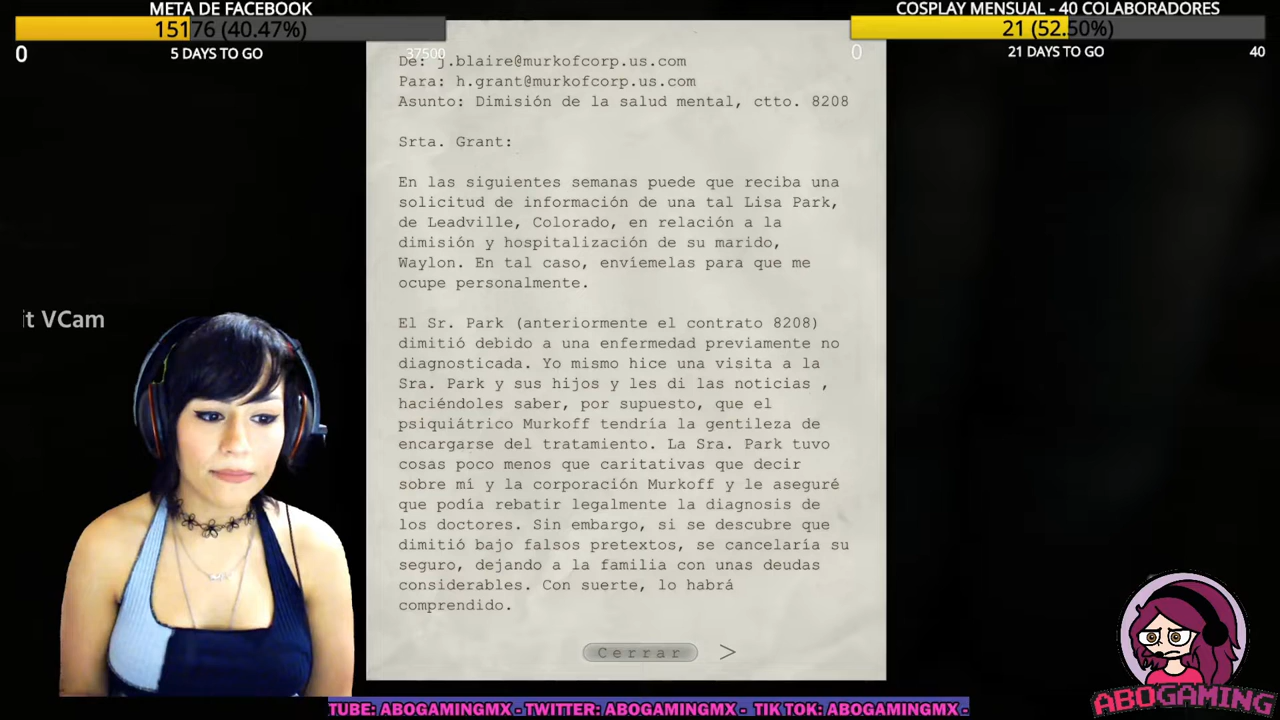 META DE FACEBOOK
15176 (40.47%)
0
37500
5 DAYS TO GO
COSPLAY MENSUAL - 40 COLABORADORES
21 (52.50%)
0
21 DAYS TO GO
40
De: j.blaire@murkofcorp.us.com
Para: h.grant@murkofcorp.us.com
Asunto: Dimisión de la salud mental, ctto. 8208
Srta. Grant:
En las siguientes semanas puede que reciba una
solicitud de información de una tal Lisa Park,
de Leadville, Colorado, en relación a la
dimisión y hospitalización de su marido,
Waylon. En tal caso, envíemelas para que me
ocupe personalmente.
El Sr. Park (anteriormente el contrato 8208)
dimitió debido a una enfermedad previamente no
diagnosticada. Yo mismo hice una visita a la
Sra. Park y sus hijos y les di las noticias ,
haciéndoles saber, por supuesto, que el
psiquiátrico Murkoff tendría la gentileza de
encargarse del tratamiento. La Sra. Park tuvo
cosas poco menos que caritativas que decir
sobre mí y la corporación Murkoff y le aseguré
que podía rebatir legalmente la diagnosis de
los doctores. Sin embargo, si se descubre que
dimitió bajo falsos pretextos, se cancelaría su
seguro, dejando a la familia con unas deudas
considerables. Con suerte, lo habrá
comprendido.
Cerrar >
it VCam
ABOGAMING
TUBE: ABOGAMINGMX - TWITTER: ABOGAMINGMX - TIK TOK: ABOGAMINGMX -